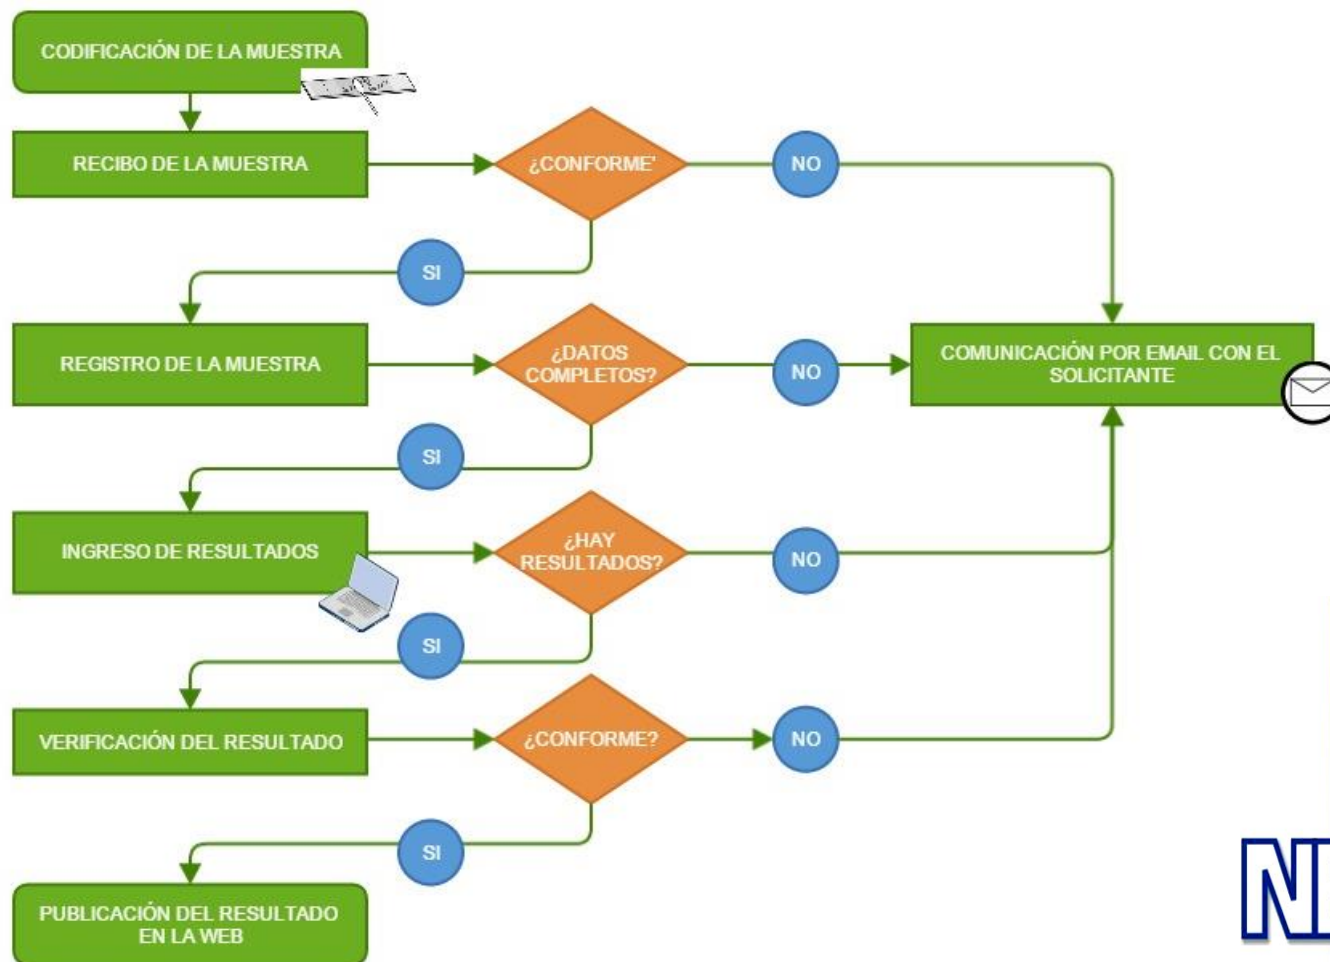 CODIFICACIÓN DE LA MUESTRA
RECIBO DE LA MUESTRA
¿CONFORME'
NO
SI
REGISTRO DE LA MUESTRA
¿DATOS
COMPLETOS?
NO
COMUNICACIÓN POR EMAIL CON EL
SOLICITANTE
SI
INGRESO DE RESULTADOS
¿HAY
RESULTADOS?
NO
SI
VERIFICACIÓN DEL RESULTADO
¿CONFORME?
NO
SI
PUBLICACIÓN DEL RESULTADO
EN LA WEB